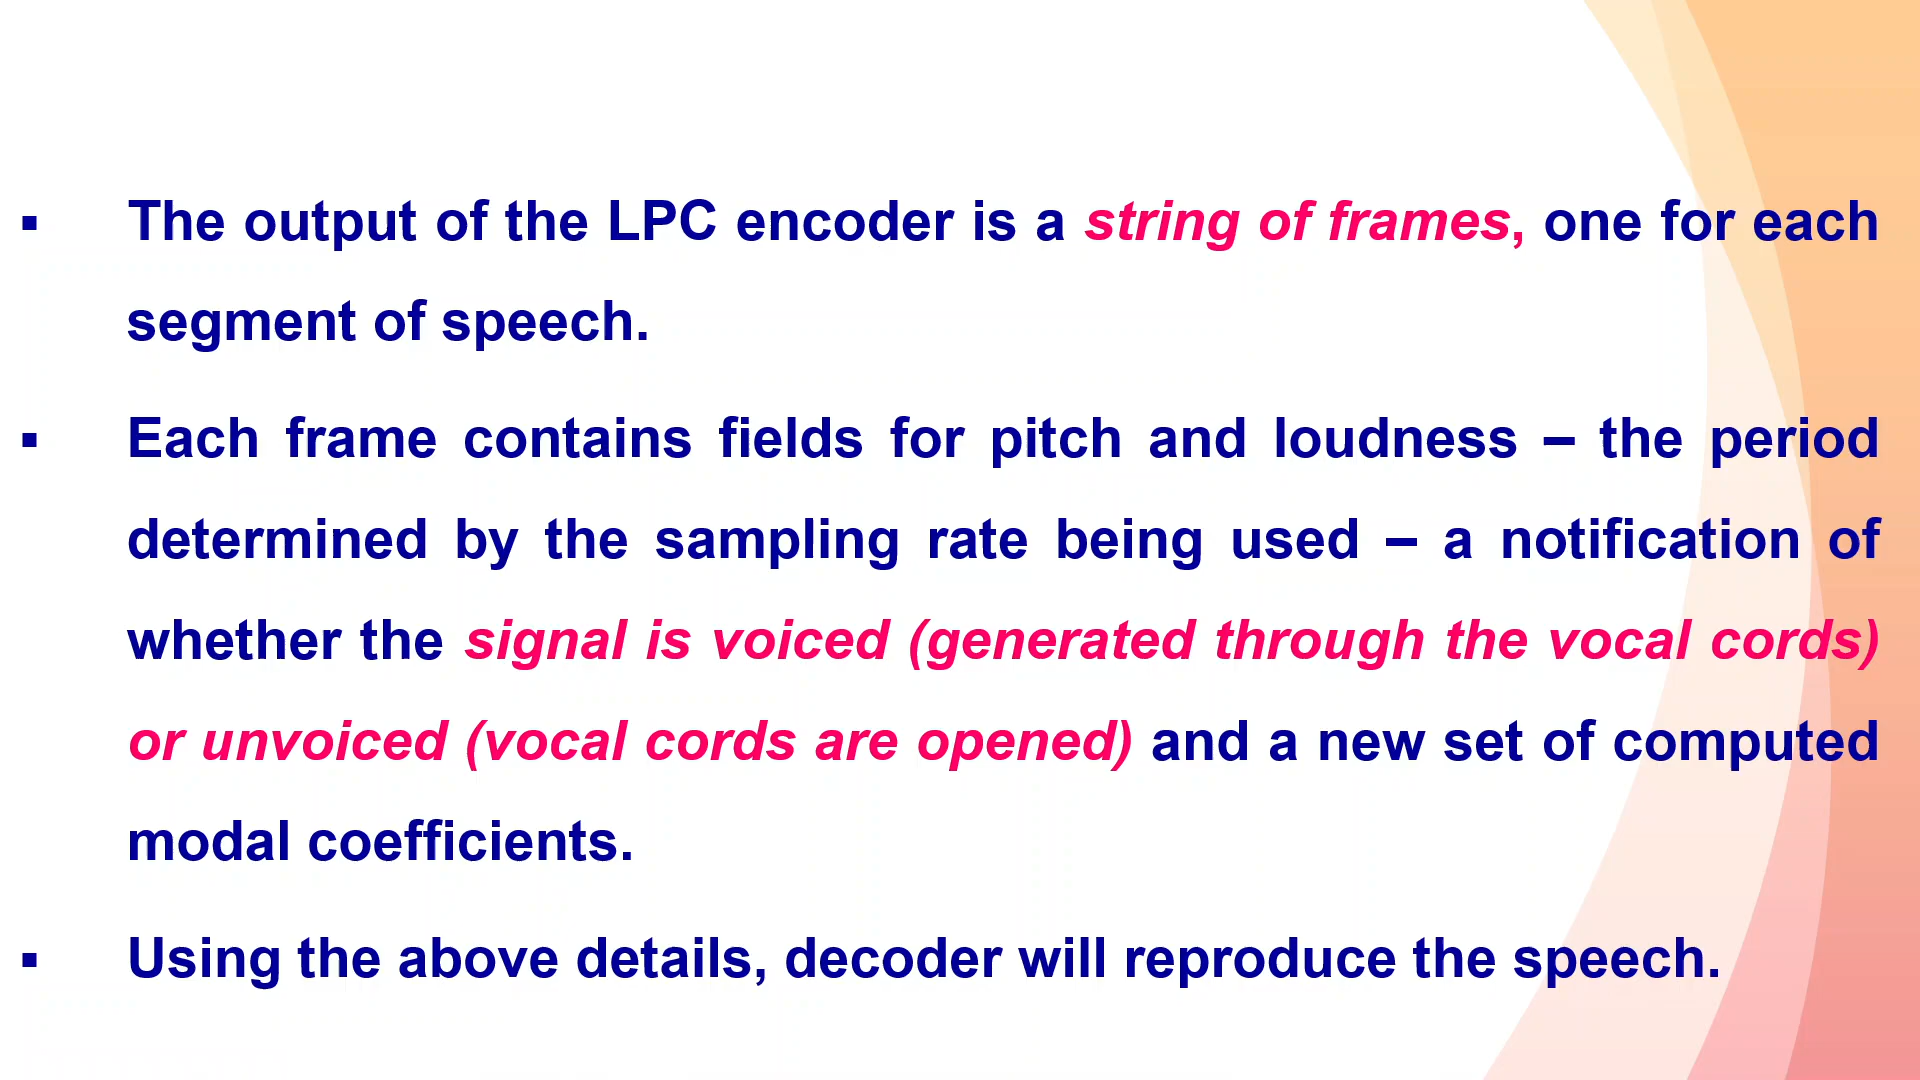 ▪ The output of the LPC encoder is a string of frames, one for each
segment of speech.
▪ Each frame contains fields for pitch and loudness – the period
determined by the sampling rate being used – a notification of
whether the signal is voiced (generated through the vocal cords)
or unvoiced (vocal cords are opened) and a new set of computed
modal coefficients.
▪ Using the above details, decoder will reproduce the speech.